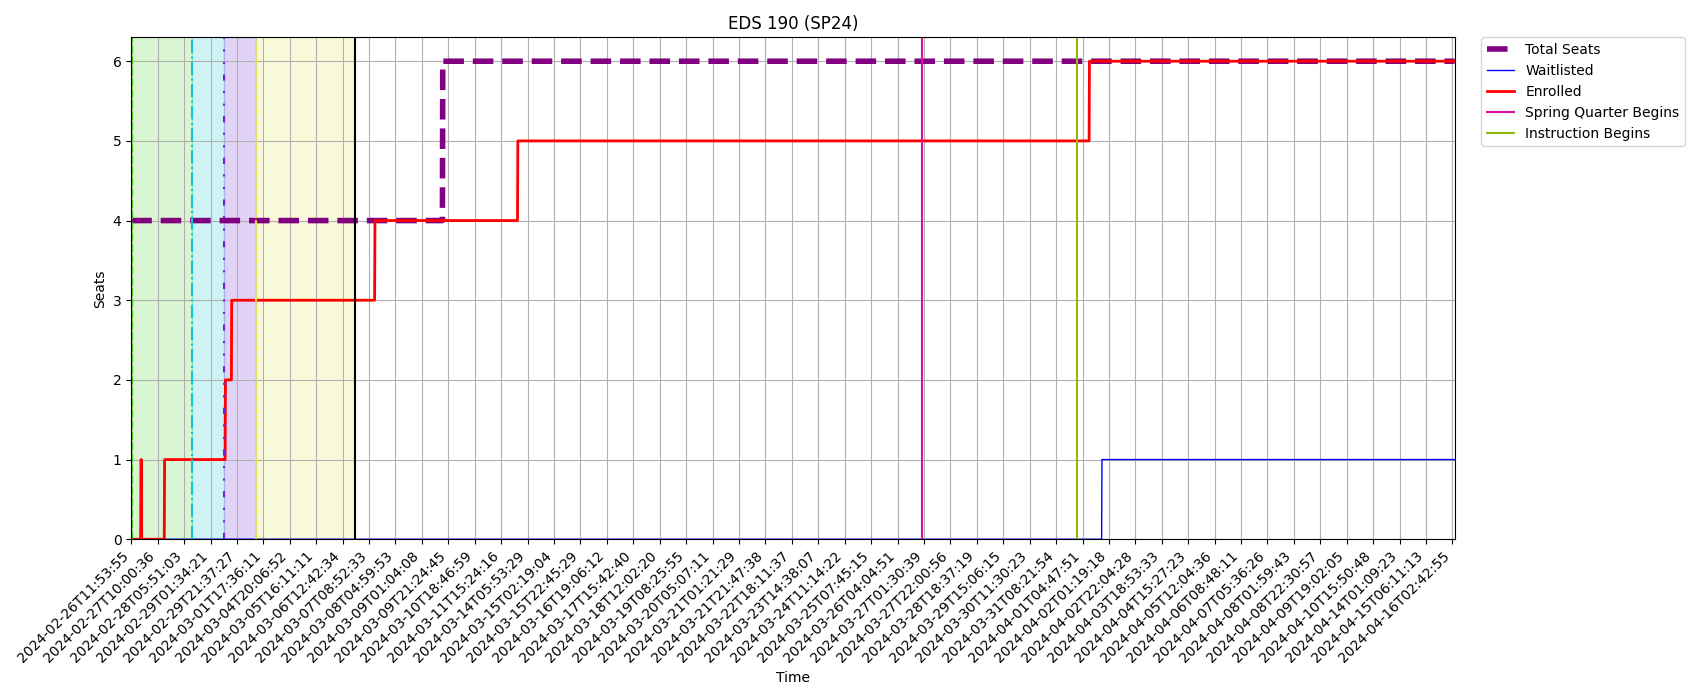 EDS 190 (SP24)
Total Seats
Waitlisted
Enrolled
Spring Quarter Begins
Instruction Begins
6
5
4
3
2
1
0
Seats
2024-02-26T11:53:55
2024-02-27T10:00:36
2024-02-28T05:51:03
2024-02-29T01:34:21
2024-02-29T21:37:27
2024-03-01T17:36:11
2024-03-04T20:06:52
2024-03-05T16:11:11
2024-03-06T12:42:34
2024-03-07T08:52:33
2024-03-08T04:59:53
2024-03-09T01:04:08
2024-03-09T21:24:45
2024-03-10T18:46:59
2024-03-11T15:24:16
2024-03-14T05:53:29
2024-03-15T02:19:04
2024-03-15T22:45:29
2024-03-16T19:06:12
2024-03-17T15:42:40
2024-03-18T12:02:20
2024-03-19T08:25:55
2024-03-20T05:07:11
2024-03-21T01:21:29
2024-03-21T21:47:38
2024-03-22T18:11:37
2024-03-23T14:38:07
2024-03-24T11:14:22
2024-03-25T07:45:15
2024-03-26T04:04:51
2024-03-27T01:30:39
2024-03-27T22:00:56
2024-03-28T18:37:19
2024-03-29T15:06:15
2024-03-30T11:30:23
2024-03-31T08:21:54
2024-04-01T04:47:51
2024-04-02T01:19:18
2024-04-02T22:04:28
2024-04-03T18:53:33
2024-04-04T15:27:23
2024-04-05T12:04:36
2024-04-06T08:48:11
2024-04-07T05:36:26
2024-04-08T01:59:43
2024-04-08T22:30:57
2024-04-09T19:02:05
2024-04-10T15:50:48
2024-04-14T01:09:23
2024-04-15T06:11:13
2024-04-16T02:42:55
Time